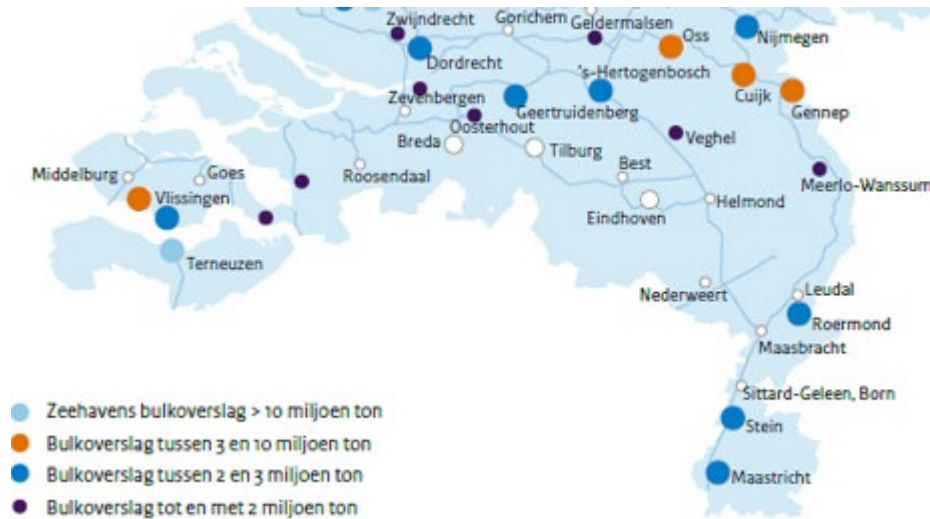 Zwijndrecht
Gorichem
Geldermalsen
Oss
Nijmegen
Dordrecht
's-Hertogenbosch
Cuijk
Gennep
Zevenbergen
Geertruidenberg
Oosterhout
Breda
Tilburg
Veghel
Best
Middelburg
Goes
Roosendaal
Meerlo-Wanssum
Vlissingen
Eindhoven
Helmond
Terneuzen
Nederweert
Leudal
Roermond
Maasbracht
Sittard-Geleen, Born
Stein
Maastricht
Zeehavens bulkoverslag > 10 miljoen ton
Bulkoverslag tussen 3 en 10 miljoen ton
Bulkoverslag tussen 2 en 3 miljoen ton
Bulkoverslag tot en met 2 miljoen ton